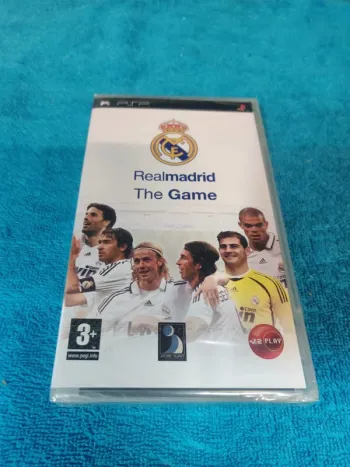 PSP
Realmadrid
The Game
3+
www.pegi.info
V.2 PLAY